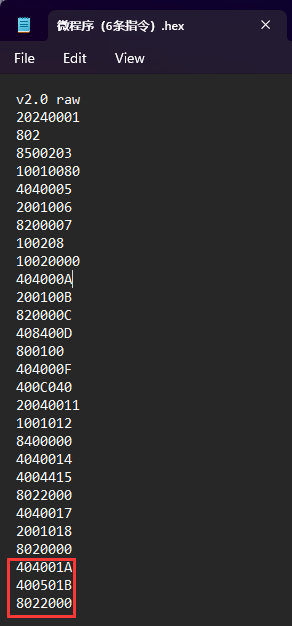 微程序（6条指令）.hex
File Edit View
v2.0 raw
20240001
802
8500203
10010080
4040005
2001006
8200007
100208
10020000
404000A
200100B
820000C
408400D
800100
404000F
400C040
20040011
1001012
8400000
4040014
4004415
8022000
4040017
2001018
8020000
404001A
400501B
8022000